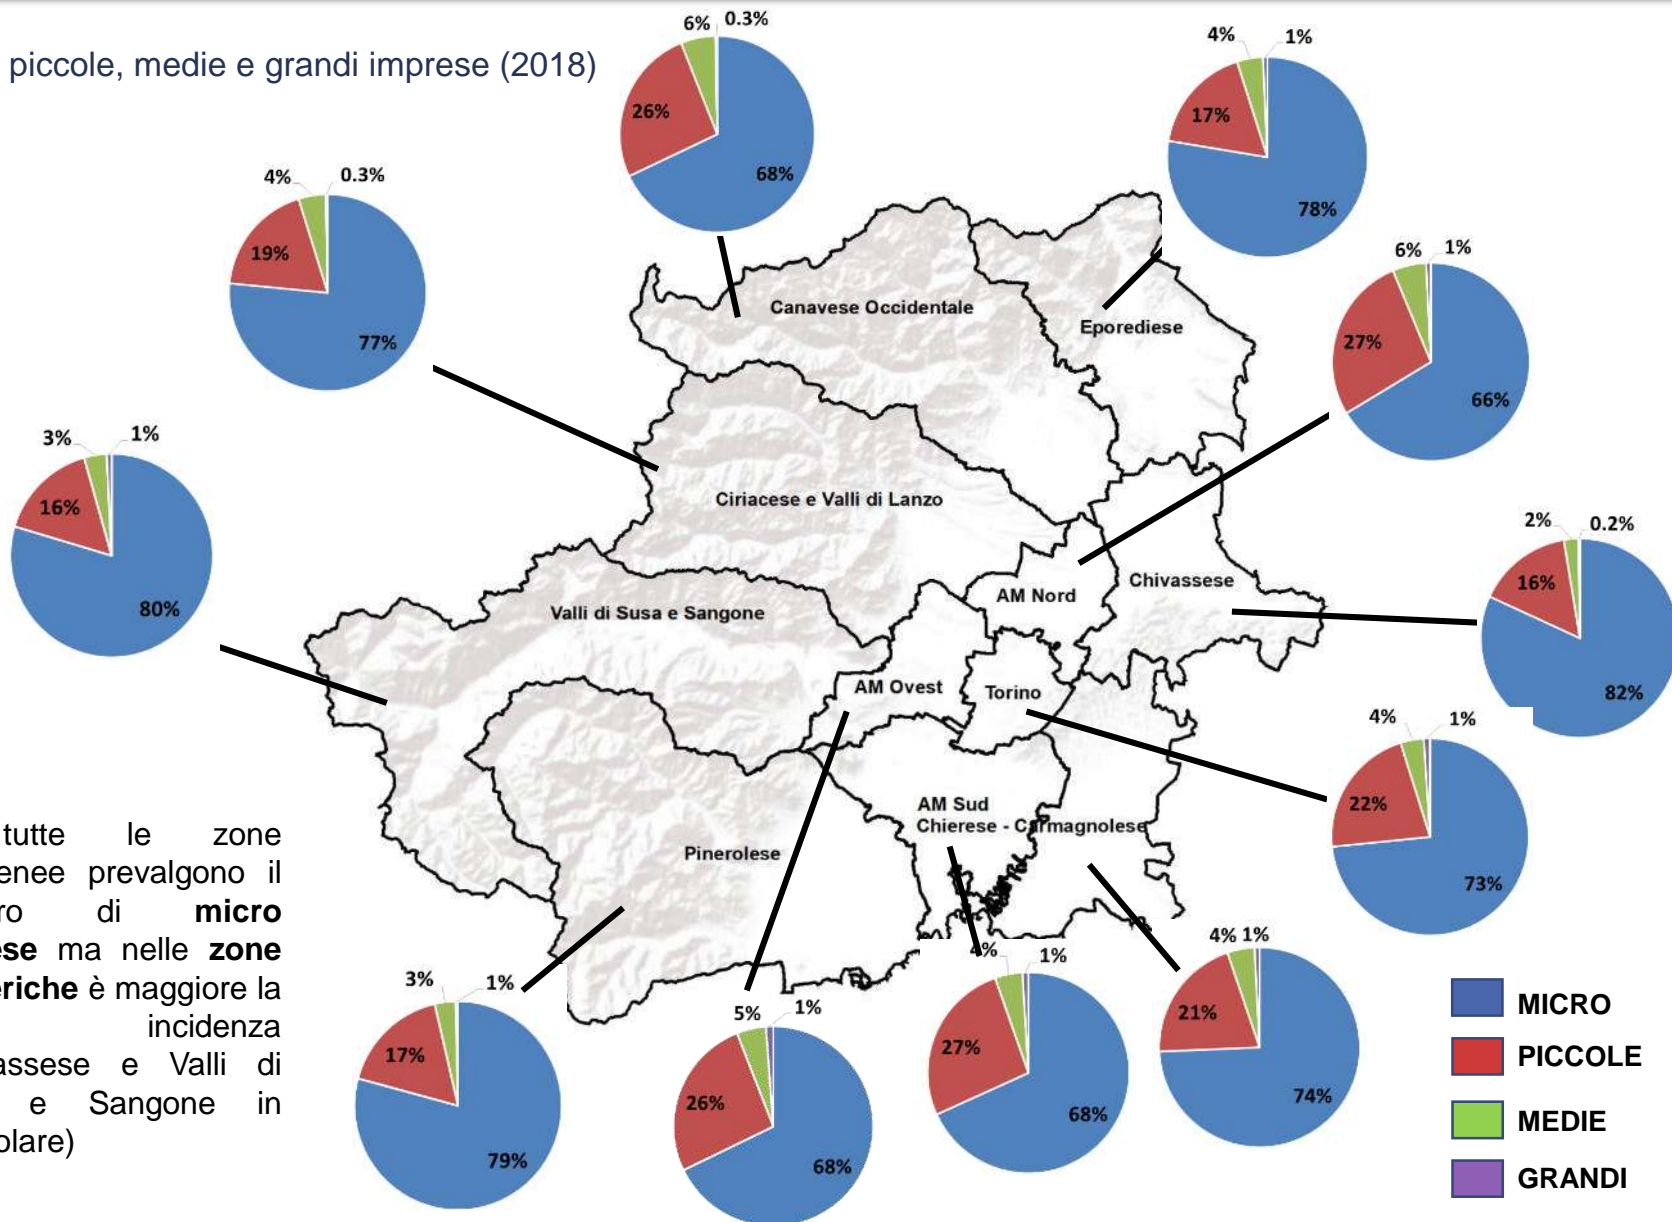 piccole, medie e grandi imprese (2018)
6% 0.3%
26%
68%
4% 1%
17%
78%
4% 0.3%
19%
77%
6% 1%
27%
66%
3% 1%
16%
80%
2% 0.2%
16%
82%
4% 1%
22%
73%
4% 1%
21%
74%
4% 1%
27%
68%
5% 1%
26%
68%
3% 1%
17%
79%
Canavese Occidentale
Eporediese
Ciriacese e Valli di Lanzo
AM Nord
Chivassese
Valli di Susa e Sangone
AM Ovest
Torino
AM Sud
Chierese - Carmagnolese
Pinerolese
tutte le zone
enee prevalgono il
ro di micro
ese ma nelle zone
eriche è maggiore la
incidenza
assese e Valli di
e Sangone in
olare)
MICRO
PICCOLE
MEDIE
GRANDI